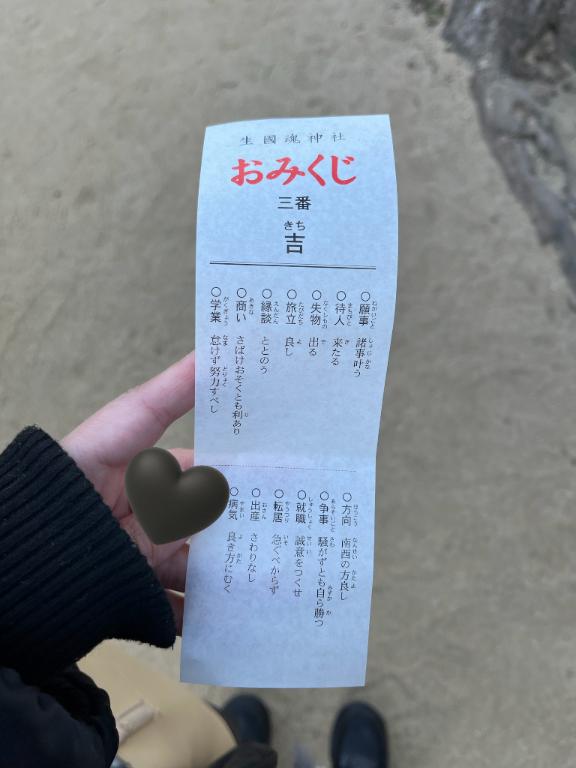 生國魂神社
おみくじ
三番
きち
吉
○願事 諸事叶う
○待人 来たる
○失物 出る
○旅立 良し
○縁談 ととのう
○商い さばけおそくとも利あり
○学業 怠けず努力すべし
○方向 南西の方良し
○争事 騒がずとも自ら勝つ
○就職 誠意をつくせ
○転居 急ぐべからず
○出産 さわりなし
○病気 良き方にむく